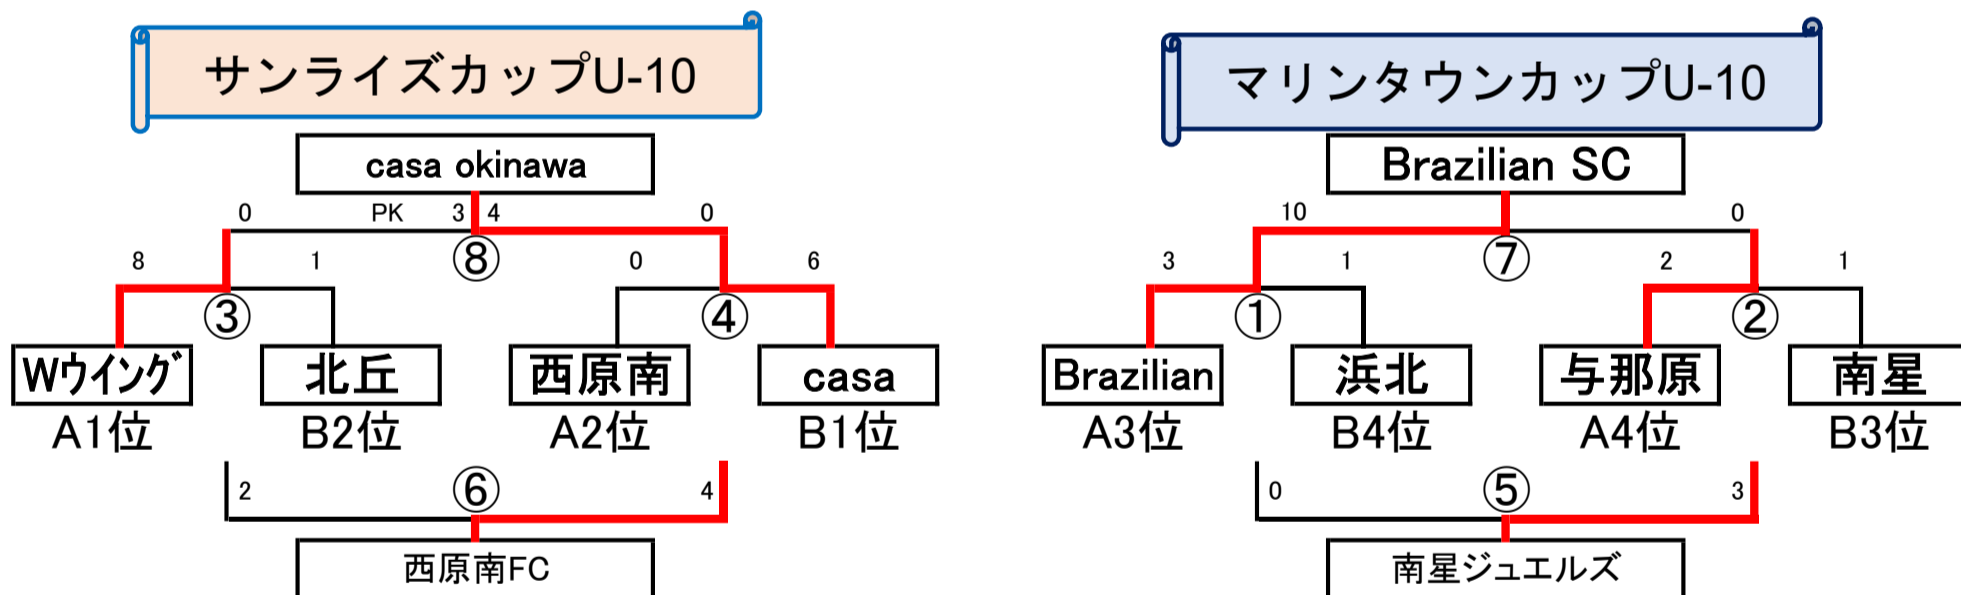 サンライズカップU-10
casa okinawa
0 PK 3 4 0
⑧
8 1 0 6
③ ④
Wウイング 北丘 西原南 casa
A1位 B2位 A2位 B1位
2 ⑥ 4
西原南FC
マリンタウンカップU-10
Brazilian SC
10 0
⑦
3 1 2 1
① ②
Brazilian 浜北 与那原 南星
A3位 B4位 A4位 B3位
0 ⑤ 3
南星ジュエルズ